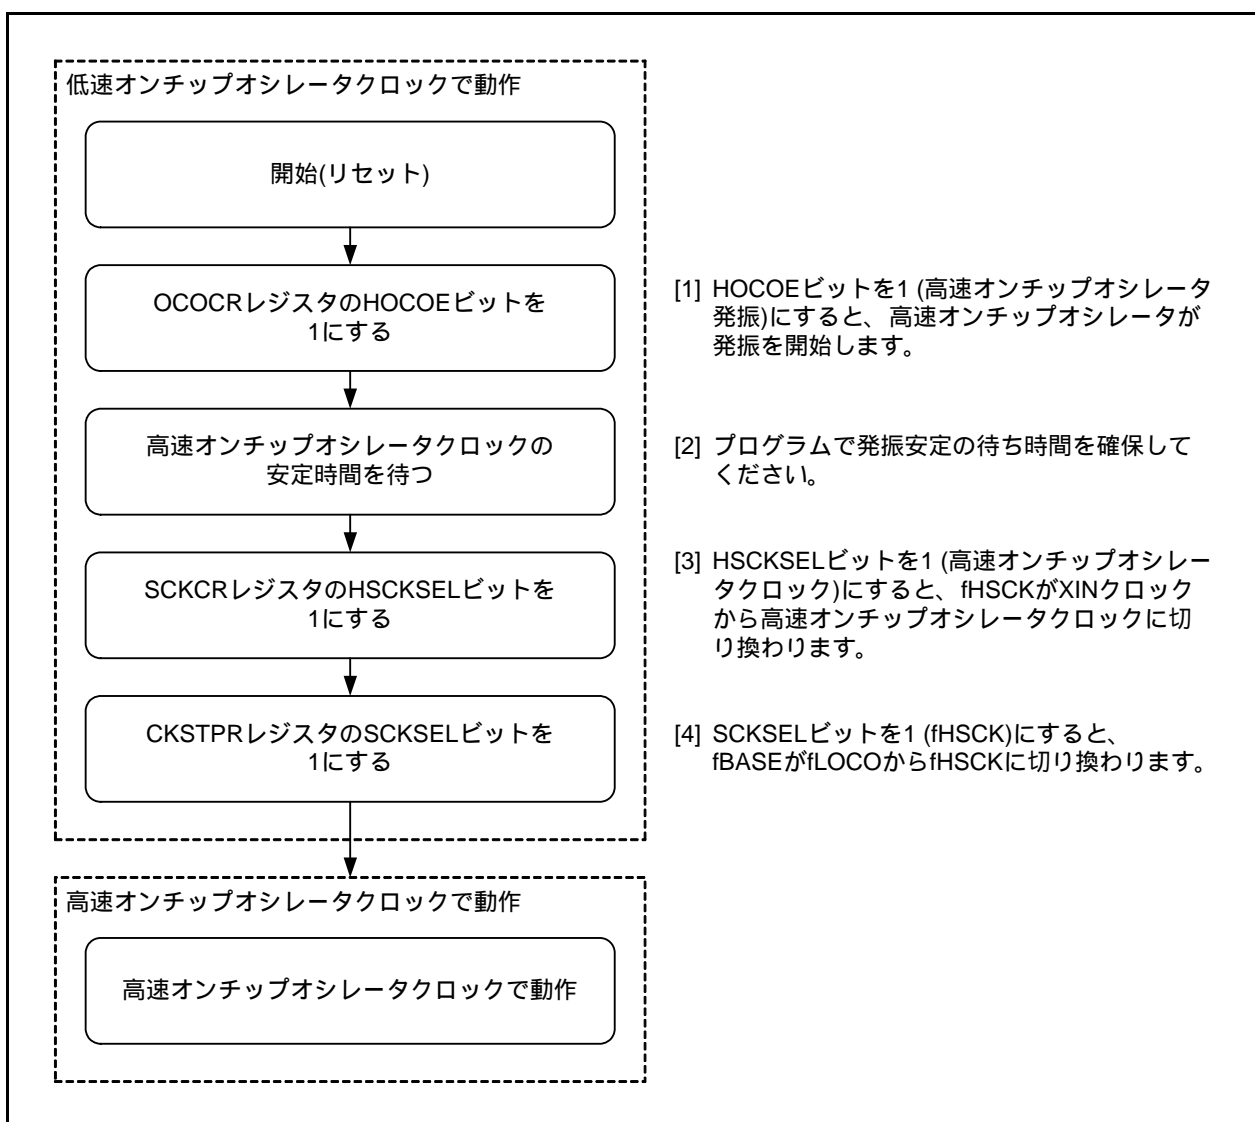 低速オンチップオシレータクロックで動作
開始(リセット)
OCOCRレジスタのHOCOEビットを
1にする
[1] HOCOEビットを1 (高速オンチップオシレータ
発振)にすると、高速オンチップオシレータが
発振を開始します。
高速オンチップオシレータクロックの
安定時間を待つ
[2] プログラムで発振安定の待ち時間を確保して
ください。
SCKCRレジスタのHSCKSELビットを
1にする
[3] HSCKSELビットを1 (高速オンチップオシレー
タクロック)にすると、fHSCKがXINクロック
から高速オンチップオシレータクロックに切
り換わります。
CKSTPRレジスタのSCKSELビットを
1にする
[4] SCKSELビットを1 (fHSCK)にすると、
fBASEがfLOCOからfHSCKに切り換わります。
高速オンチップオシレータクロックで動作
高速オンチップオシレータクロックで動作